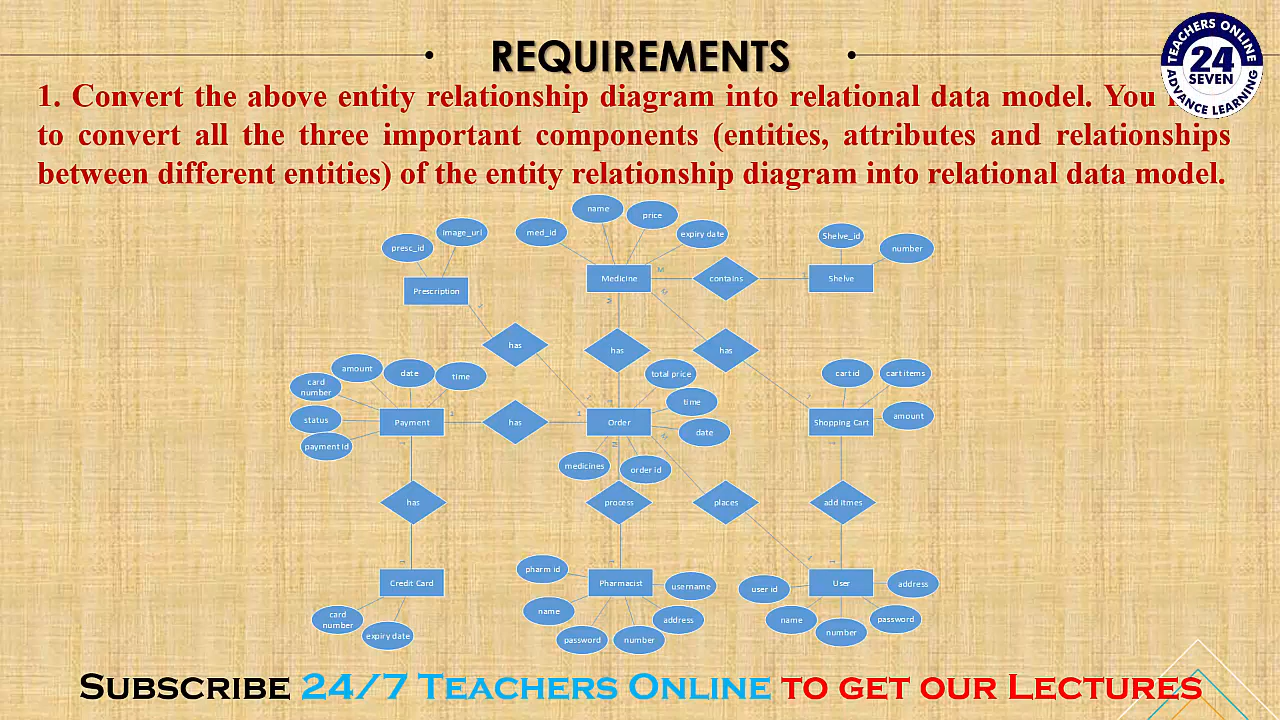 REQUIREMENTS
TEACHERS ONLINE
24
SEVEN
ADVANCE LEARNING
1. Convert the above entity relationship diagram into relational data model. You
to convert all the three important components (entities, attributes and relationships
between different entities) of the entity relationship diagram into relational data model.
name
price
image_url
med_id
expiry date
Shelve_id
presc_id
number
Medicine
M
contains
Shelve
Prescription
has
has
has
amount
date
time
total price
cart id
cart items
card
number
time
status
Payment
1
has
1
Order
Shopping Cart
amount
date
payment id
medicines
order id
has
process
places
add itmes
pharm id
Credit Card
Pharmacist
username
user id
User
address
name
card
number
address
name
password
expiry date
password
number
number
SUBSCRIBE 24/7 TEACHERS ONLINE TO GET OUR LECTURES